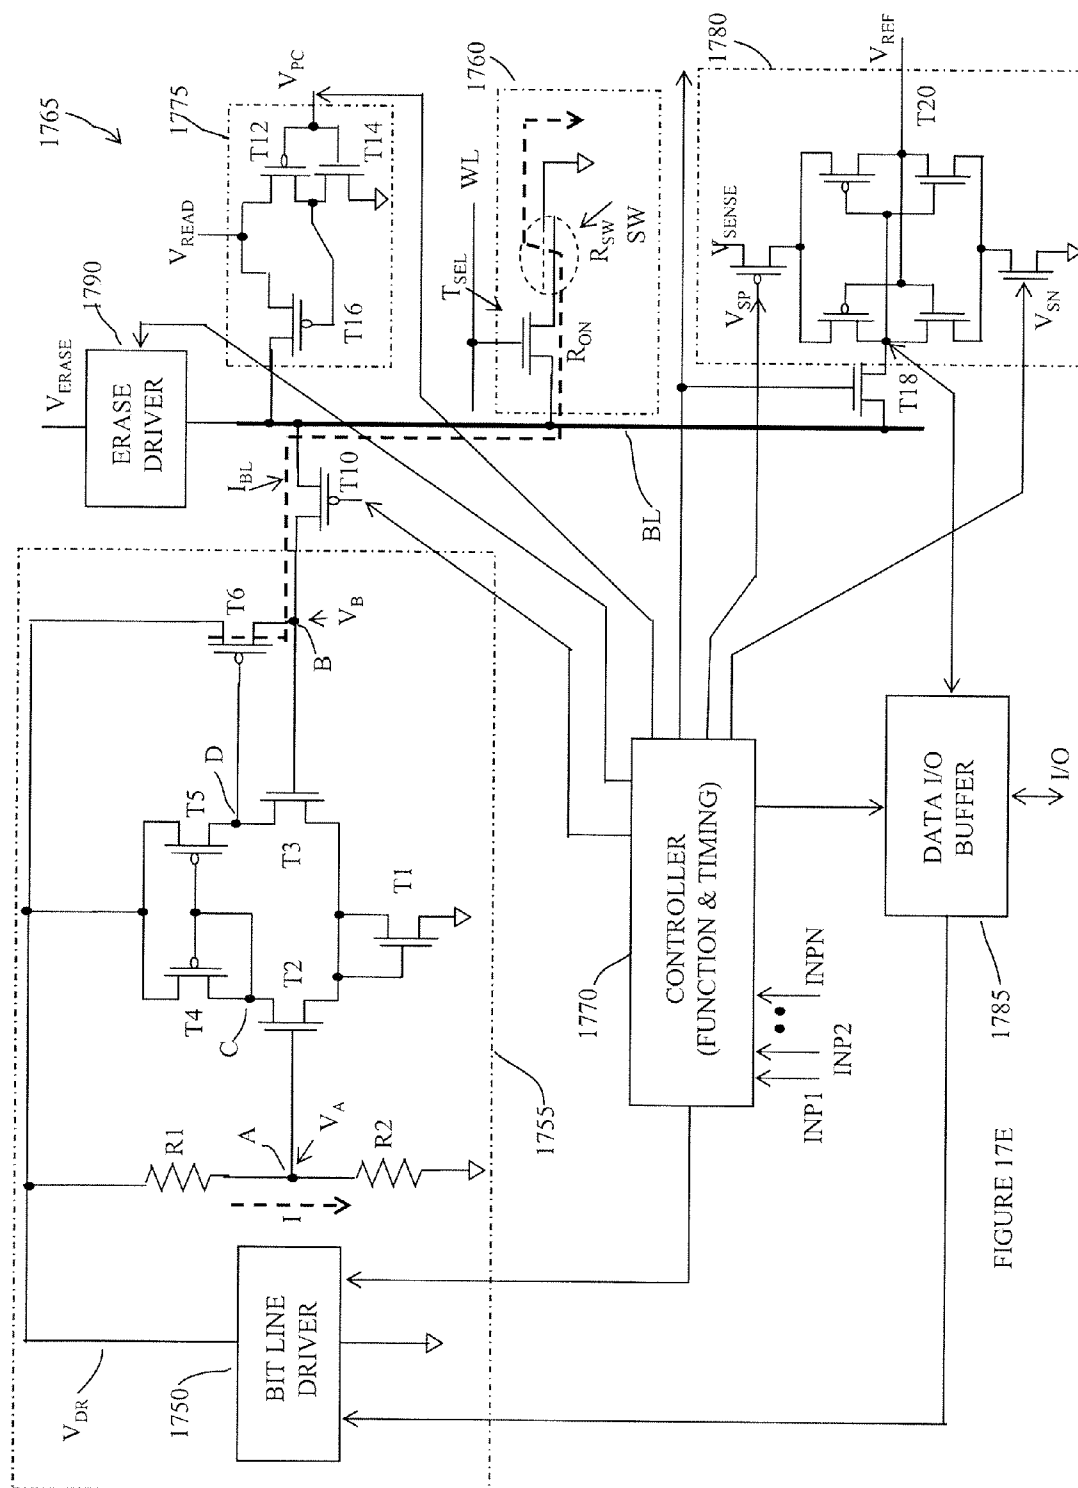 1765
V_ERASE
1790
ERASE
DRIVER
V_READ
1775
T12
V_PC
T14
T16
WL
1760
T_SEL
R_ON
R_SW
SW
V_SENSE
1780
V_REF
T20
V_SP
V_SN
T18
BL
I_BL
T10
T6
V_B
B
D
T5
T3
T1
T4
T2
C
A
V_A
R1
R2
I
1755
V_DR
1750
BIT LINE
DRIVER
1770
CONTROLLER
(FUNCTION & TIMING)
INP1
INP2
INPN
DATA I/O
BUFFER
1785
I/O
FIGURE 17E